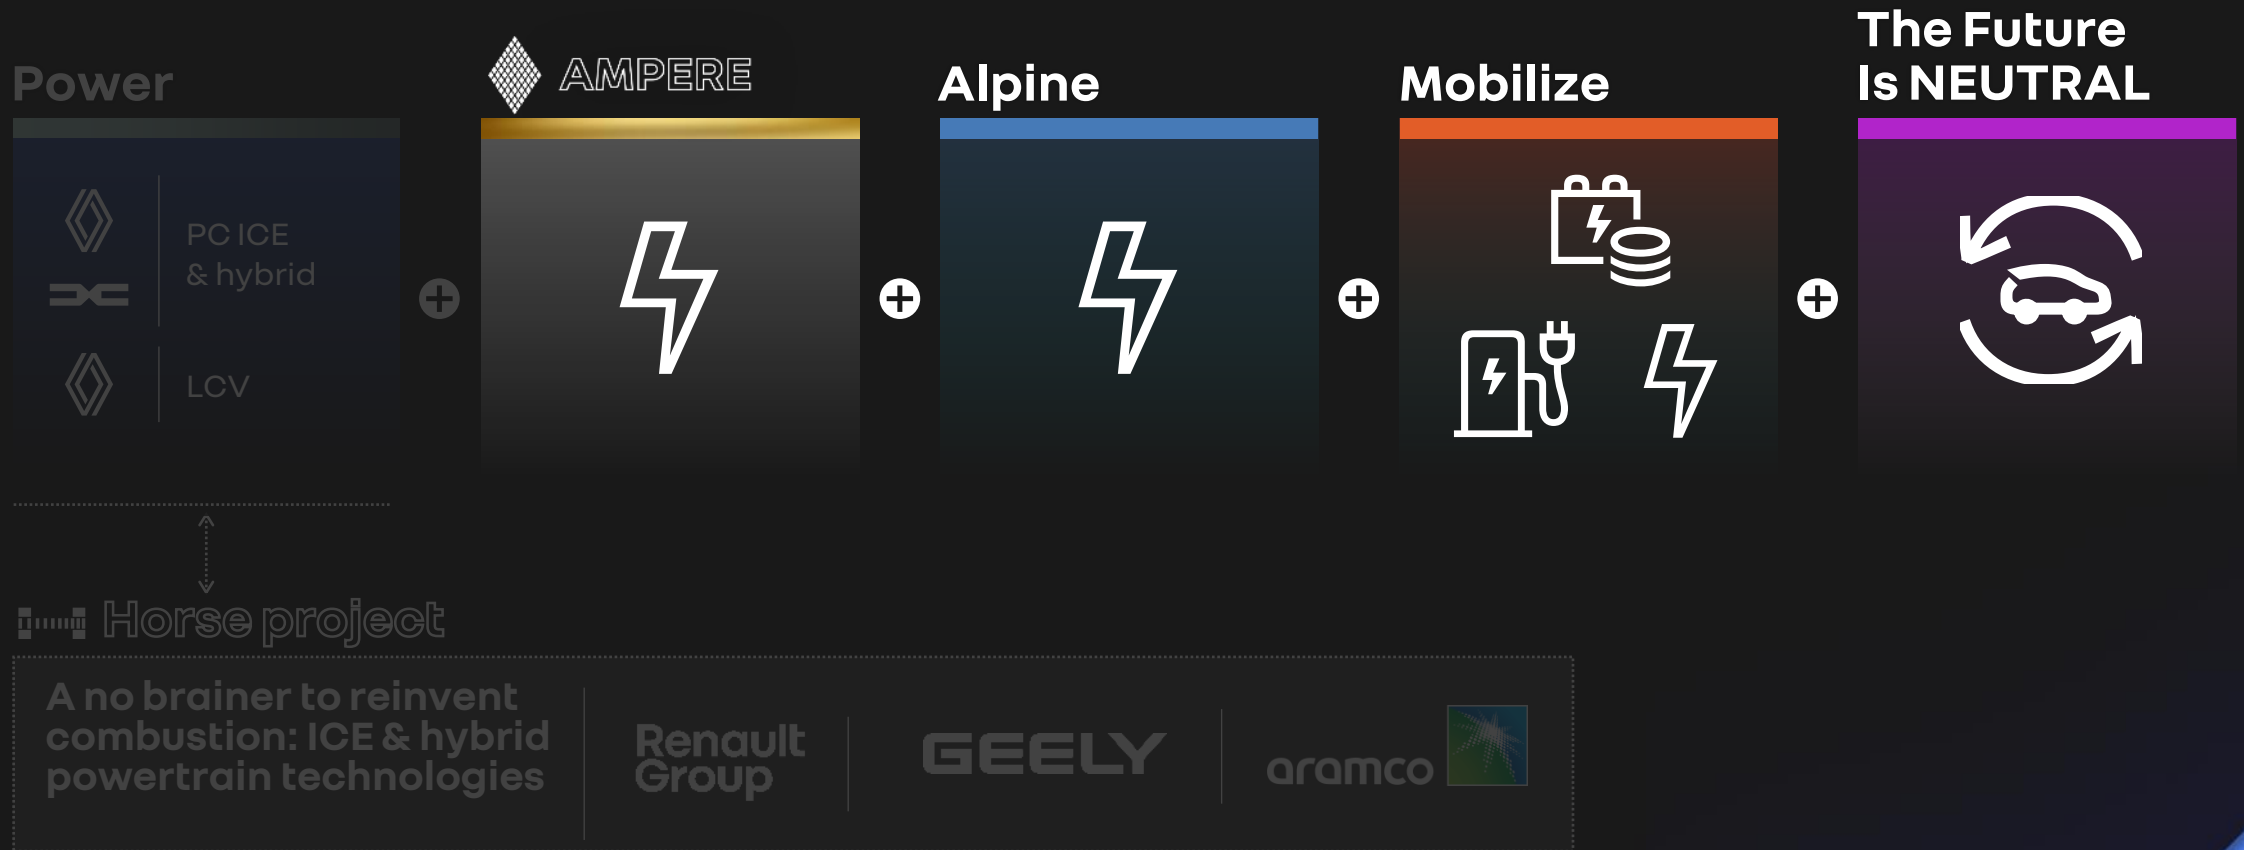 Power
AMPERE
Alpine
Mobilize
The Future
Is NEUTRAL
PC ICE
& hybrid
LCV
Horse project
A no brainer to reinvent
combustion: ICE & hybrid
powertrain technologies
Renault
Group
GEELY
aramco